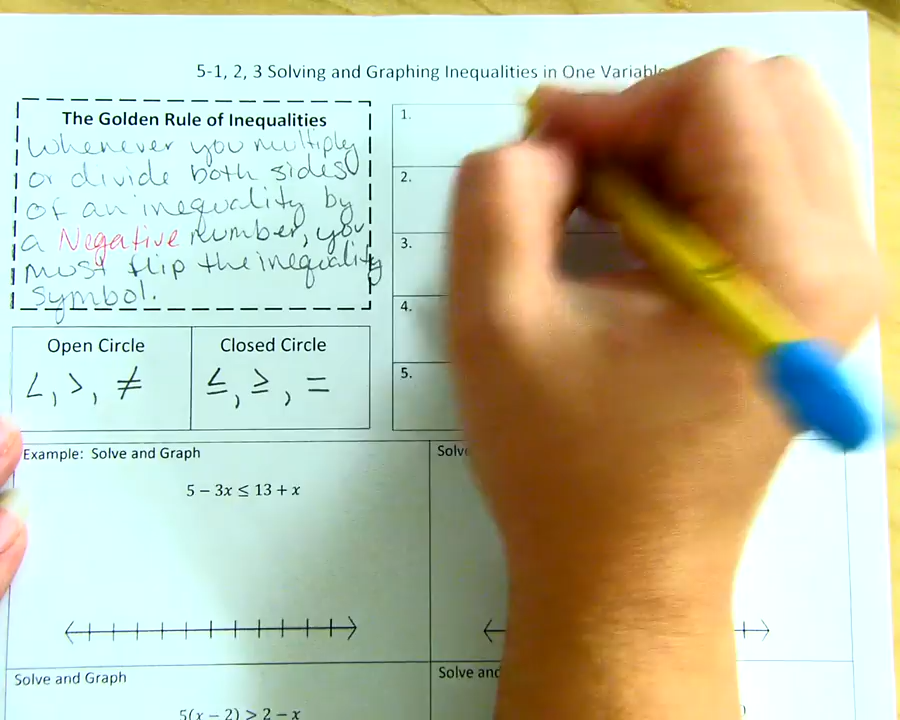 5-1, 2, 3 Solving and Graphing Inequalities in One Variable
The Golden Rule of Inequalities
Whenever you multiply
or divide both sides
of an inequality by
a Negative number, you
must flip the inequality
symbol.
1.
2.
3.
4.
5.
Open Circle
<, >, ≠
Closed Circle
≤, ≥, =
Example: Solve and Graph
5 − 3x ≤ 13 + x
Solve and Graph
5(x − 2) > 2 − x
Solve and